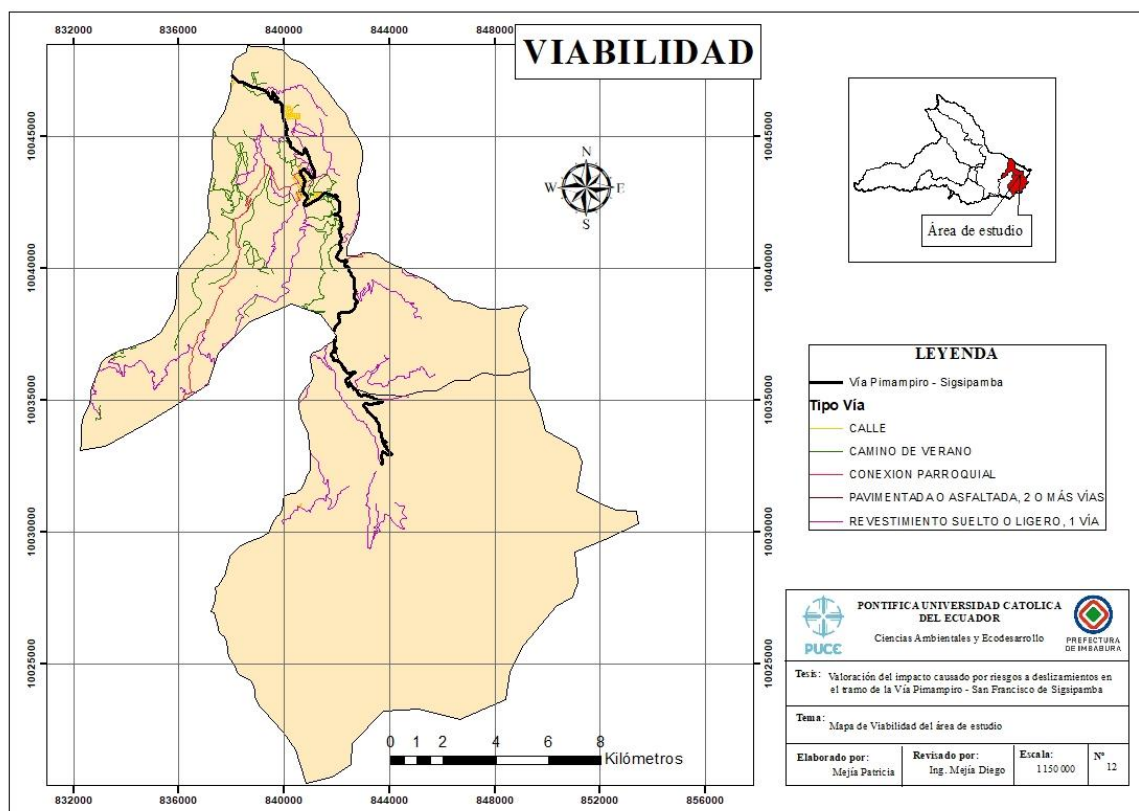 832000 836000 840000 844000 848000
VIABILIDAD
10045000 10045000
10040000 10040000
10035000 10035000
10030000 10030000
10025000 10025000
N
W E
S
Área de estudio
LEYENDA
Vía Pimampiro - Sigsipamba
Tipo Vía
CALLE
CAMINO DE VERANO
CONEXION PARROQUIAL
PAVIMENTADA O ASFALTADA, 2 O MÁS VÍAS
REVESTIMIENTO SUELTO O LIGERO, 1 VÍA
0 1 2 4 6 8
Kilómetros
832000 836000 840000 844000 848000 852000 856000
PUCE
PONTIFICA UNIVERSIDAD CATOLICA
DEL ECUADOR
Ciencias Ambientales y Ecodesarrollo
PREFECTURA
DE IMBABURA
Tesis: Valoración del impacto causado por riesgos a deslizamientos en
el tramo de la Vía Pimampiro - San Francisco de Sigsipamba
Tema: Mapa de Viabilidad del área de estudio
Elaborado por:
Mejía Patricia
Revisado por:
Ing. Mejía Diego
Escala:
1150000
Nº
12